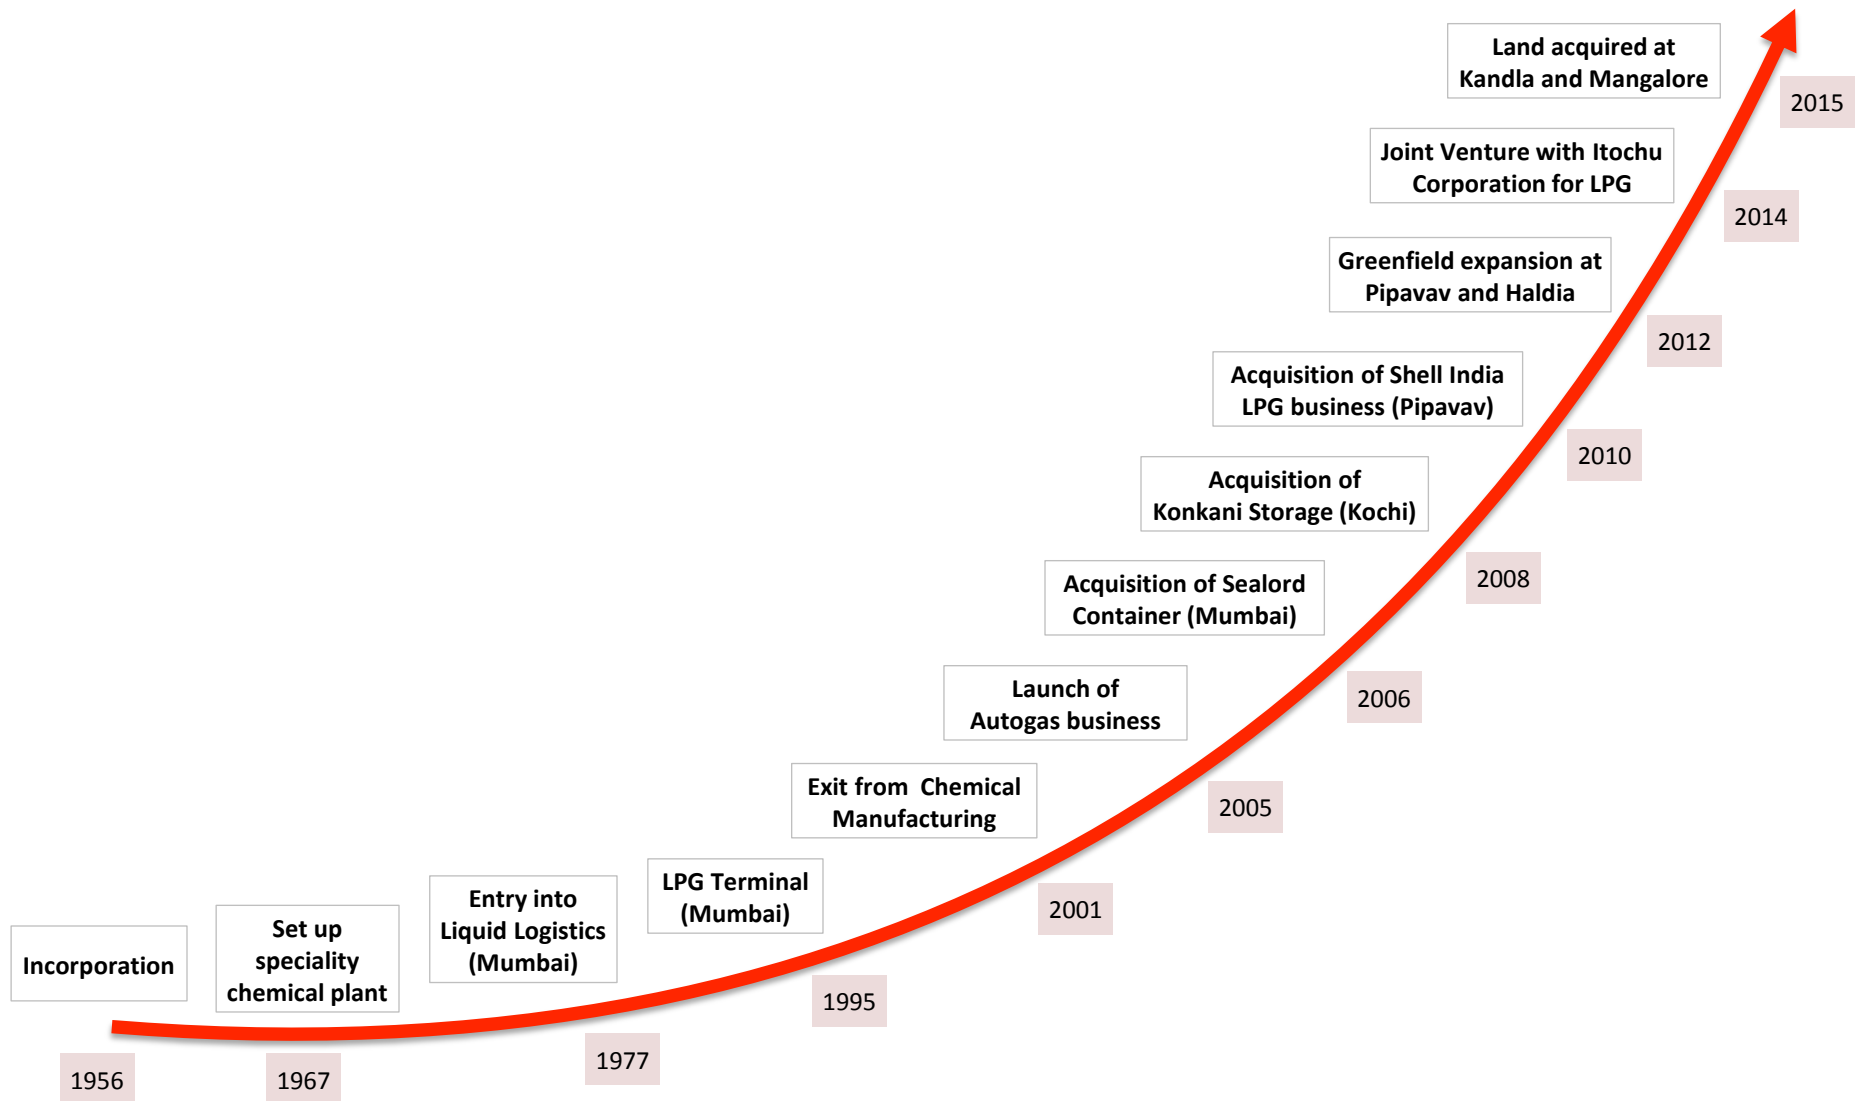 Land acquired at
Kandla and Mangalore
2015
Joint Venture with Itochu
Corporation for LPG
2014
Greenfield expansion at
Pipavav and Haldia
2012
Acquisition of Shell India
LPG business (Pipavav)
2010
Acquisition of
Konkani Storage (Kochi)
2008
Acquisition of Sealord
Container (Mumbai)
2006
Launch of
Autogas business
2005
Exit from  Chemical
Manufacturing
2001
LPG Terminal
(Mumbai)
1995
Entry into
Liquid Logistics
(Mumbai)
1977
Set up
speciality
chemical plant
1967
Incorporation
1956